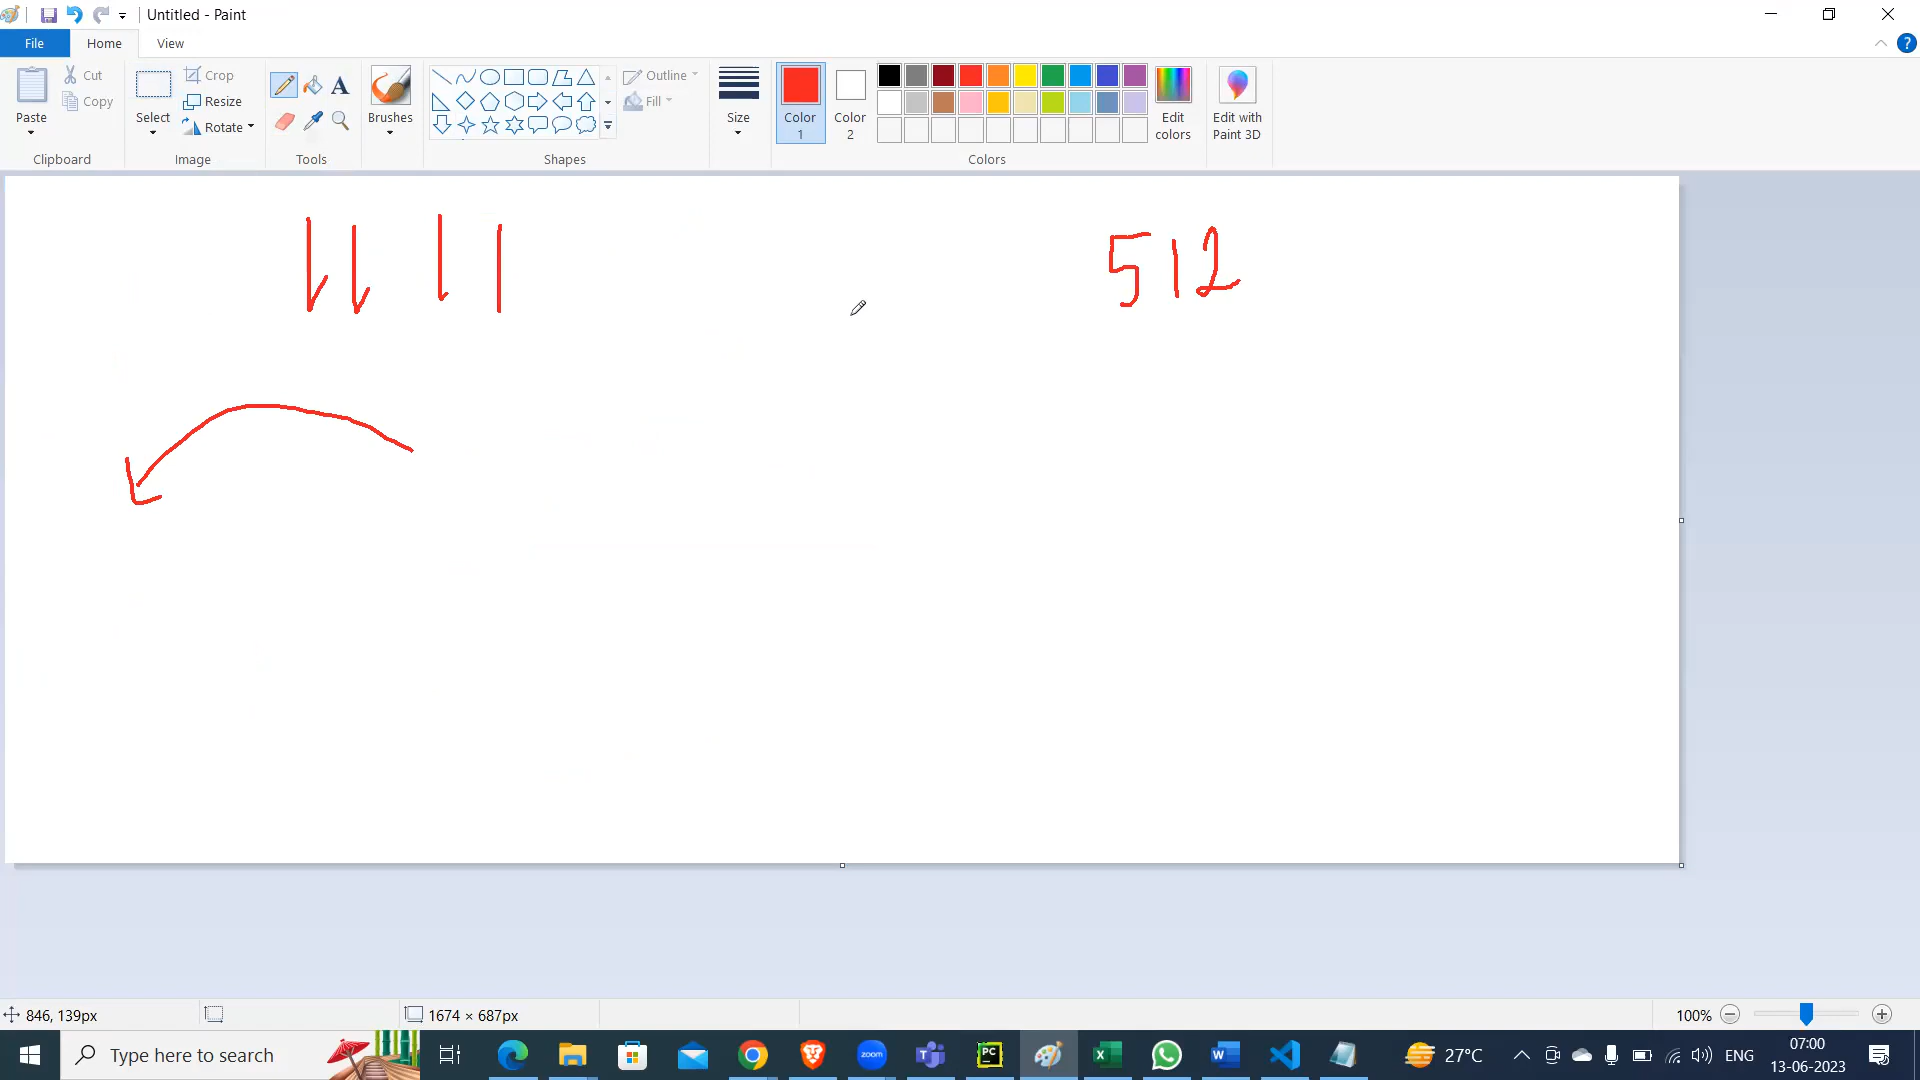 Untitled - Paint
File Home View
Paste
Cut
Copy
Clipboard
Select
Crop
Resize
Rotate
Image
Tools
Brushes
Shapes
Outline
Fill
Size
Color 1
Color 2
Colors
Edit colors
Edit with Paint 3D
512
846, 139px
1674 × 687px
100%
Type here to search
zoom
PC
27°C
ENG
07:00
13-06-2023